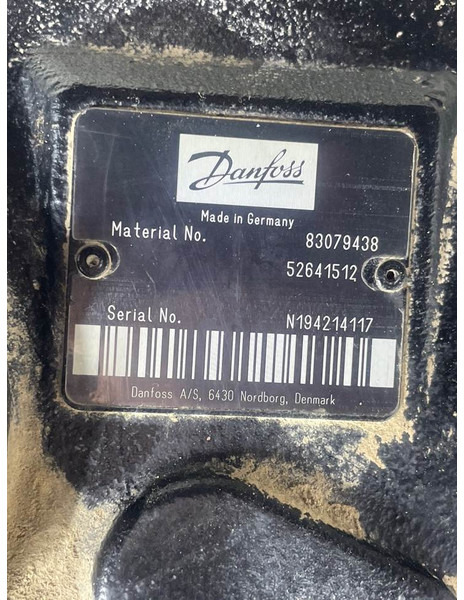 Danfoss
Made in Germany
Material No. 83079438
52641512
Serial No. N194214117
Danfoss A/S, 6430 Nordborg, Denmark